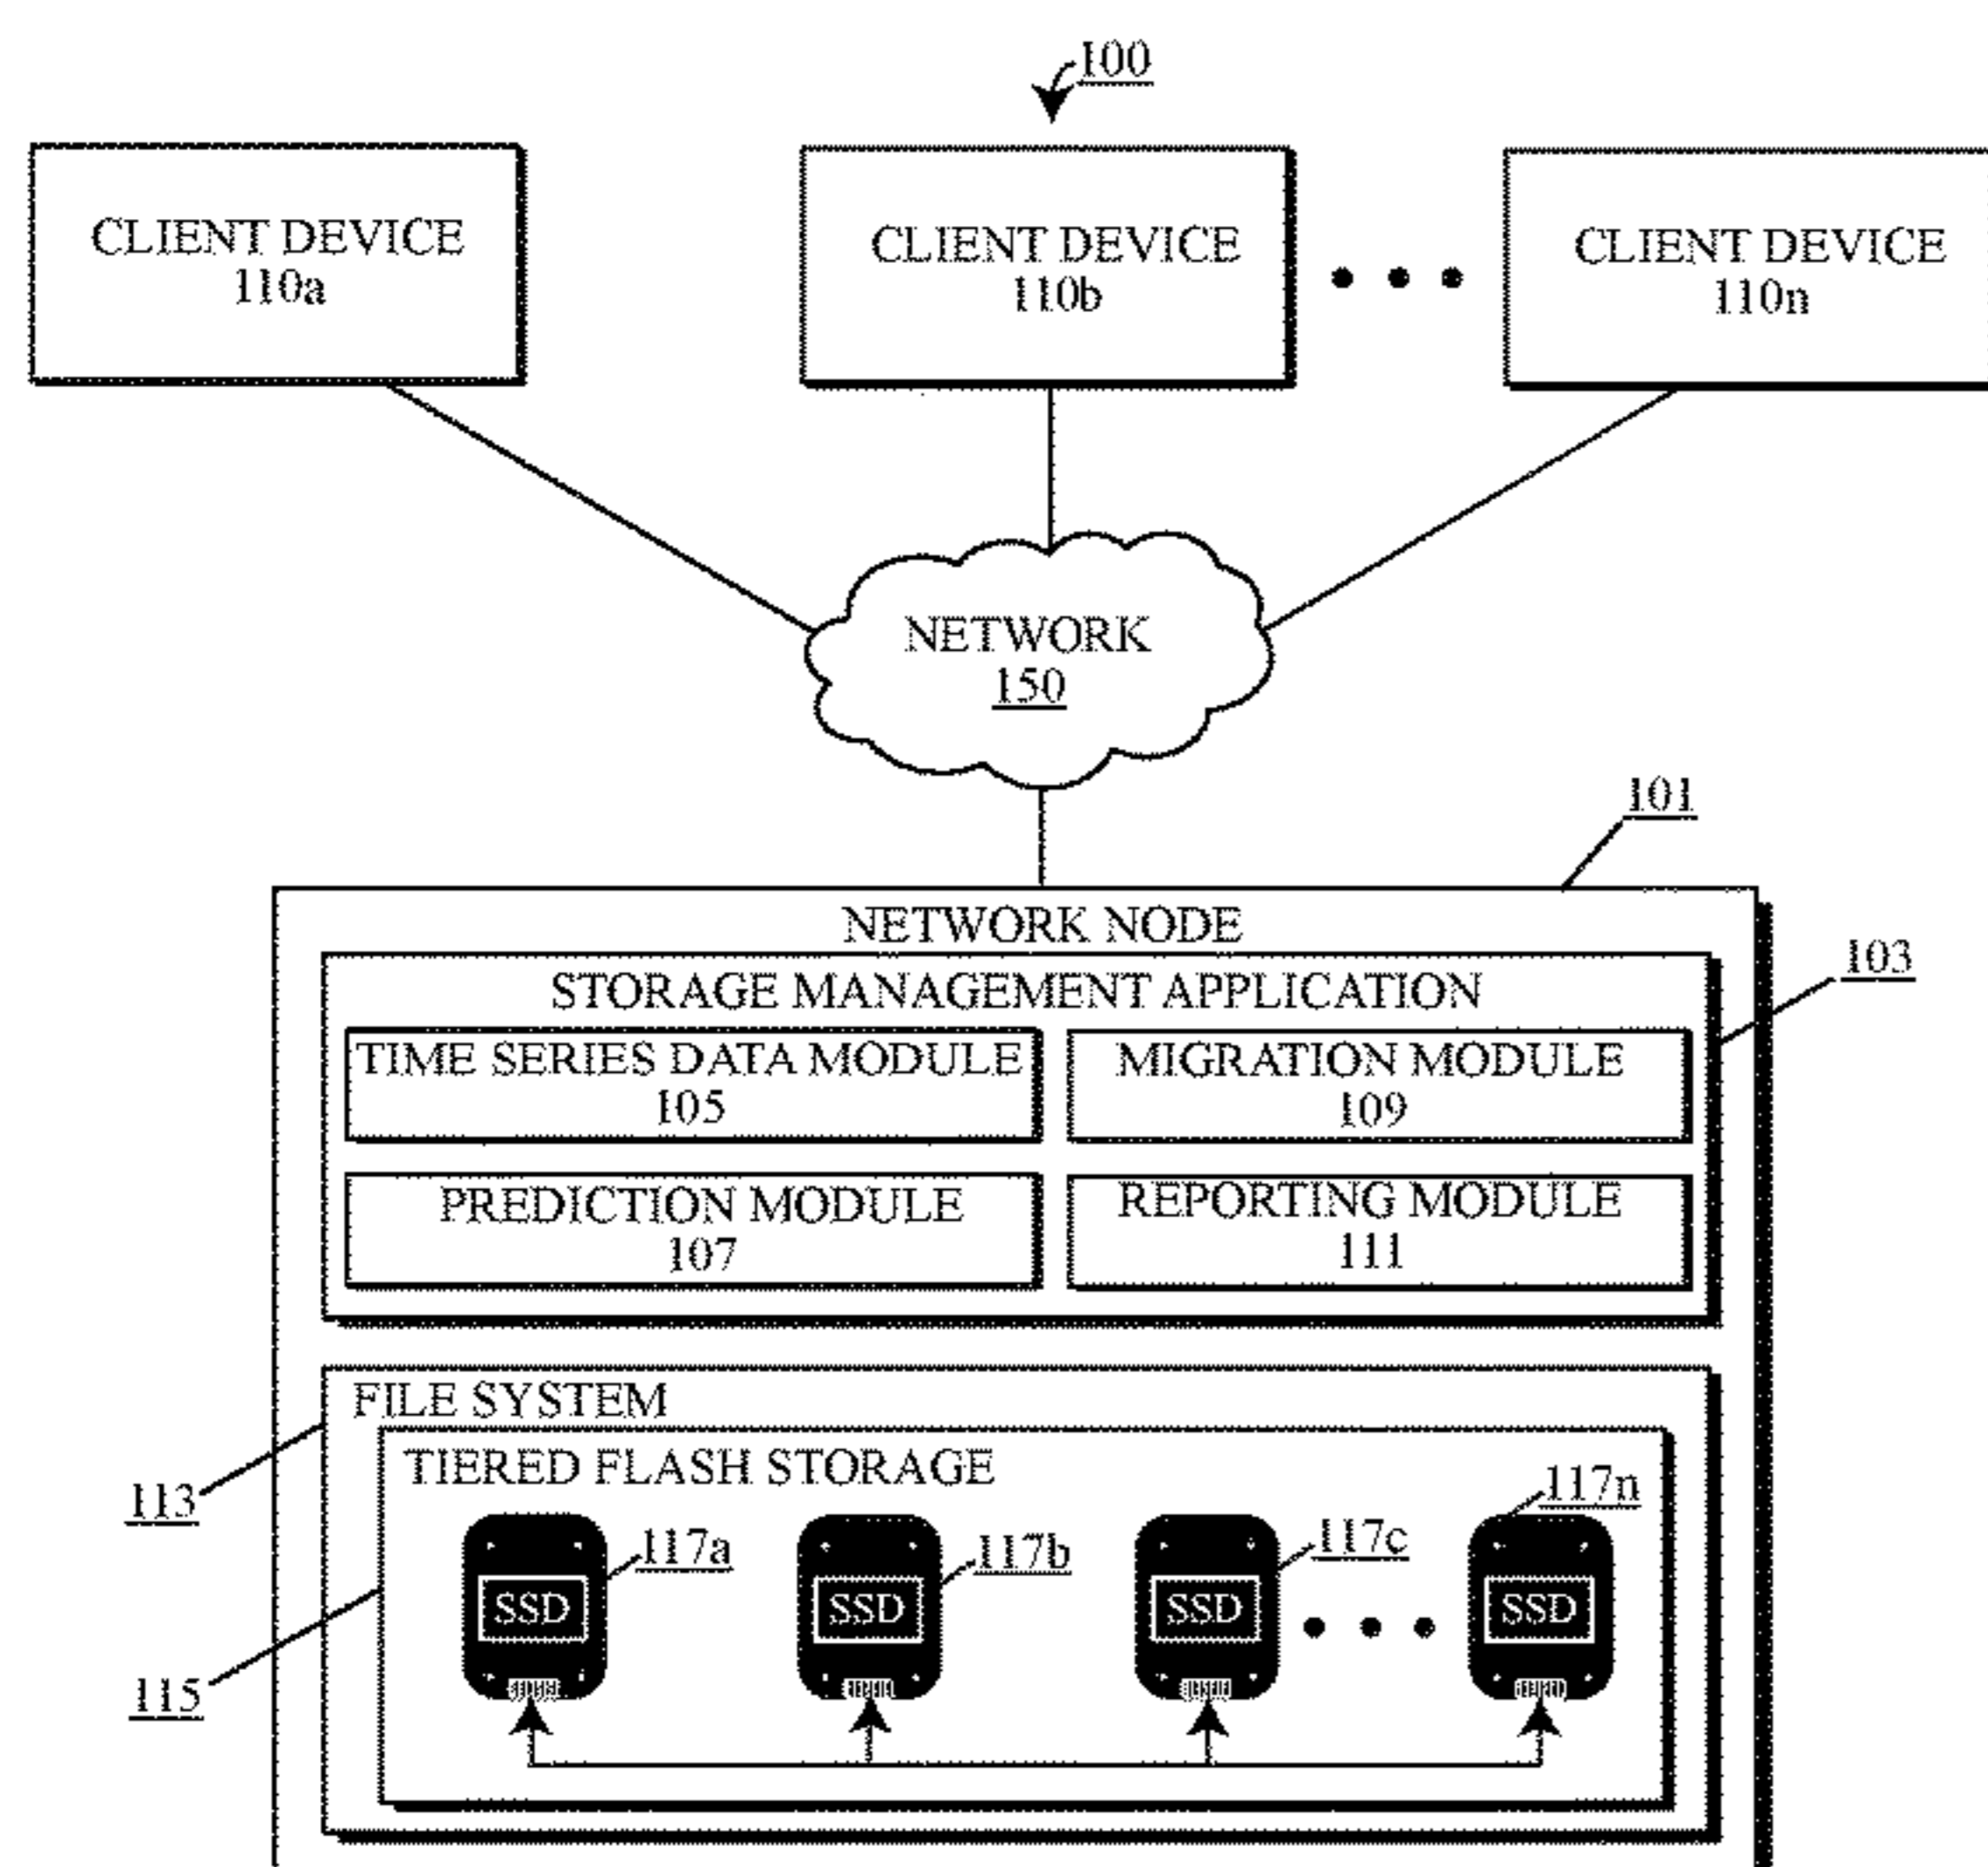 100
CLIENT DEVICE
110a
CLIENT DEVICE
110b
CLIENT DEVICE
110n
NETWORK
150
101
NETWORK NODE
103
STORAGE MANAGEMENT APPLICATION
TIME SERIES DATA MODULE
105
MIGRATION MODULE
109
PREDICTION MODULE
107
REPORTING MODULE
111
FILE SYSTEM
113
TIERED FLASH STORAGE
115
117a
117b
117c
117n
SSD
SSD
SSD
SSD